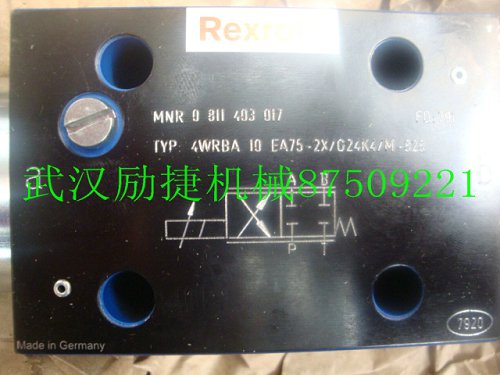 Rexro
MNR 0 811 403 017
TYP 4WRBA 10 EA75-2X/G24K4/M-828
武汉励捷机械87509221
a
A B
P T
Made in Germany
7920